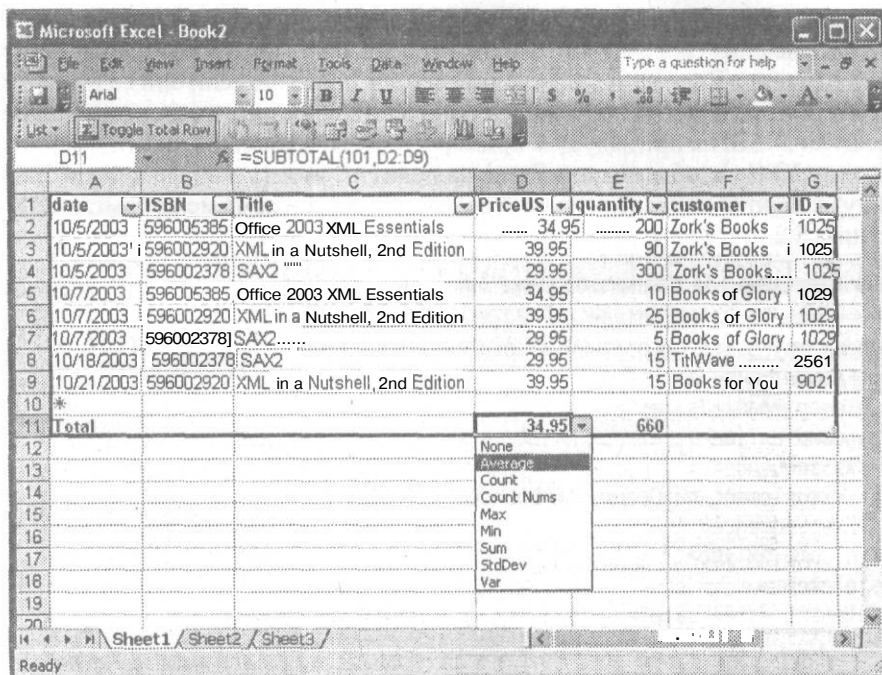 Microsoft Excel - Book2
File Edit View Insert Format Tools Data Window Help Type a question for help
Arial 10 B I U $ % ,
List Σ Toggle Total Row
D11 fx =SUBTOTAL(101,D2:D9)
A B C D E F G
1 date ISBN Title PriceUS quantity customer ID
2 10/5/2003 596005385 Office 2003 XML Essentials ....... 34.95 ......... 200 Zork's Books 1025
3 10/5/2003' i 596002920 XML in a Nutshell, 2nd Edition 39.95 90 Zork's Books i 1025
4 10/5/2003 596002378 SAX2 """ 29.95 300 Zork's Books..... 1025
5 10/7/2003 596005385 Office 2003 XML Essentials 34.95 10 Books of Glory 1029
6 10/7/2003 596002920 XML in a Nutshell, 2nd Edition 39.95 25 Books of Glory 1029
7 10/7/2003 596002378] SAX2...... 29.95 5 Books of Glory 1029
8 10/18/2003 596002378 SAX2 29.95 15 TitlWave ......... 2561
9 10/21/2003 596002920 XML in a Nutshell, 2nd Edition 39.95 15 Books for You 9021
10 *
11 Total 34.95 660
12 None
Average
13 Count
14 Count Nums
15 Max
16 Min
Sum
17 StdDev
18 Var
19
20
Sheet1 / Sheet2 / Sheet3 /
Ready